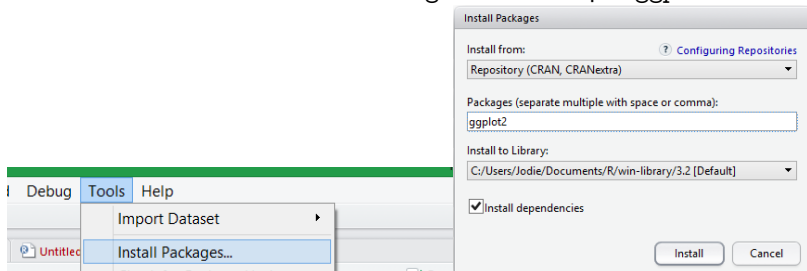 Install Packages
Install from:
? Configuring Repositories
Repository (CRAN, CRANextra)
Packages (separate multiple with space or comma):
ggplot2
Install to Library:
C:/Users/Jodie/Documents/R/win-library/3.2 [Default]
Install dependencies
Install Cancel
Debug Tools Help
Import Dataset
Untitled
Install Packages...